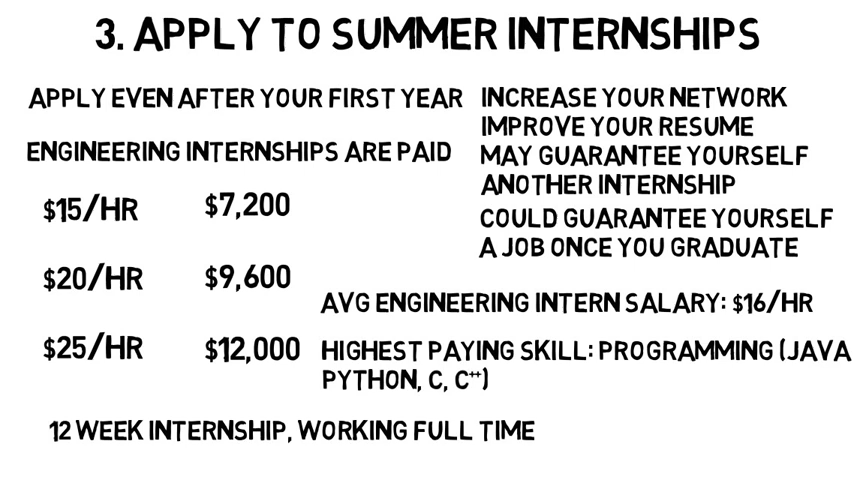 3. APPLY TO SUMMER INTERNSHIPS
APPLY EVEN AFTER YOUR FIRST YEAR
ENGINEERING INTERNSHIPS ARE PAID
$15/HR $7,200
$20/HR $9,600
$25/HR $12,000
INCREASE YOUR NETWORK
IMPROVE YOUR RESUME
MAY GUARANTEE YOURSELF
ANOTHER INTERNSHIP
COULD GUARANTEE YOURSELF
A JOB ONCE YOU GRADUATE
AVG ENGINEERING INTERN SALARY: $16/HR
HIGHEST PAYING SKILL: PROGRAMMING (JAVA
PYTHON, C, C++)
12 WEEK INTERNSHIP, WORKING FULL TIME